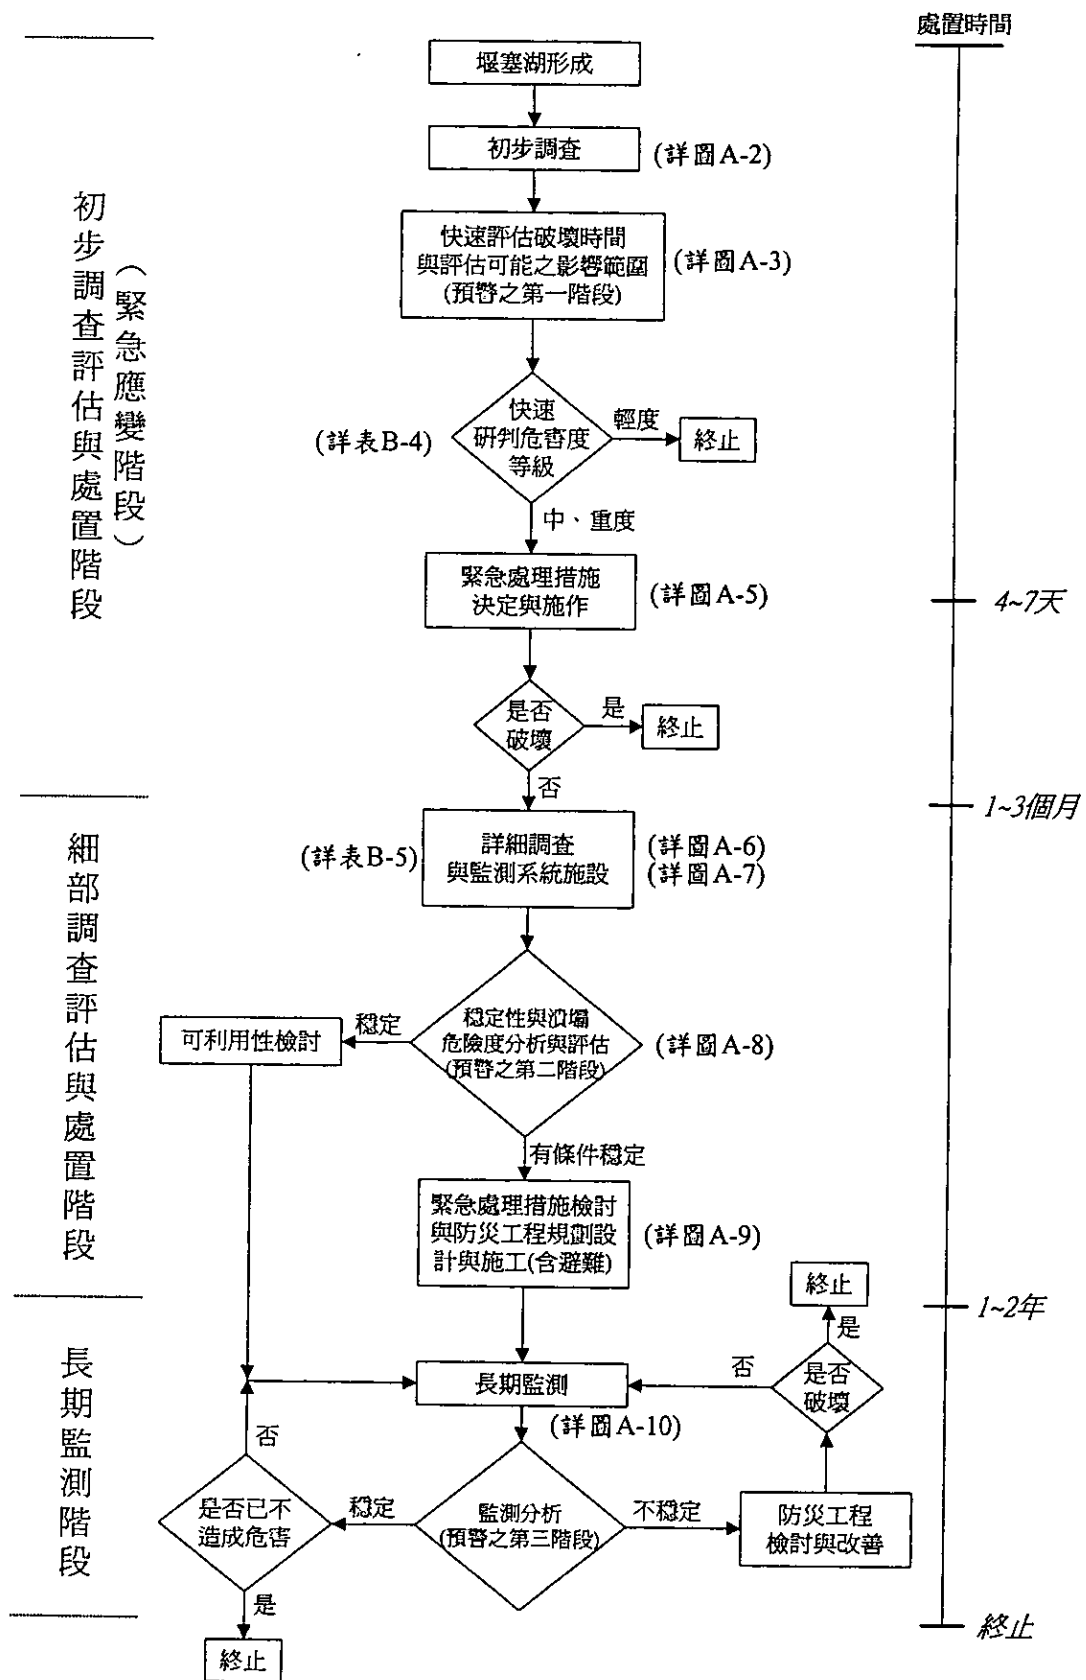 處置時間
堰塞湖形成
初步調查
(詳圖A-2)
快速評估破壞時間
與評估可能之影響範圍
(預警之第一階段)
(詳圖A-3)
初步調查評估與處置階段
(緊急應變階段)
快速
研判危害度
等級
(詳表B-4)
輕度
終止
中、重度
緊急處理措施
決定與施作
(詳圖A-5)
4~7天
是否
破壞
是
終止
否
1~3個月
細部調查評估與處置階段
(詳表B-5)
詳細調查
與監測系統施設
(詳圖A-6)
(詳圖A-7)
穩定性與潰壩
危險度分析與評估
(預警之第二階段)
(詳圖A-8)
穩定
可利用性檢討
有條件穩定
緊急處理措施檢討
與防災工程規劃設
計與施工(含避難)
(詳圖A-9)
1~2年
長期監測階段
終止
是
是否
破壞
否
長期監測
(詳圖A-10)
監測分析
(預警之第三階段)
不穩定
防災工程
檢討與改善
穩定
是否已不
造成危害
否
是
終止
終止